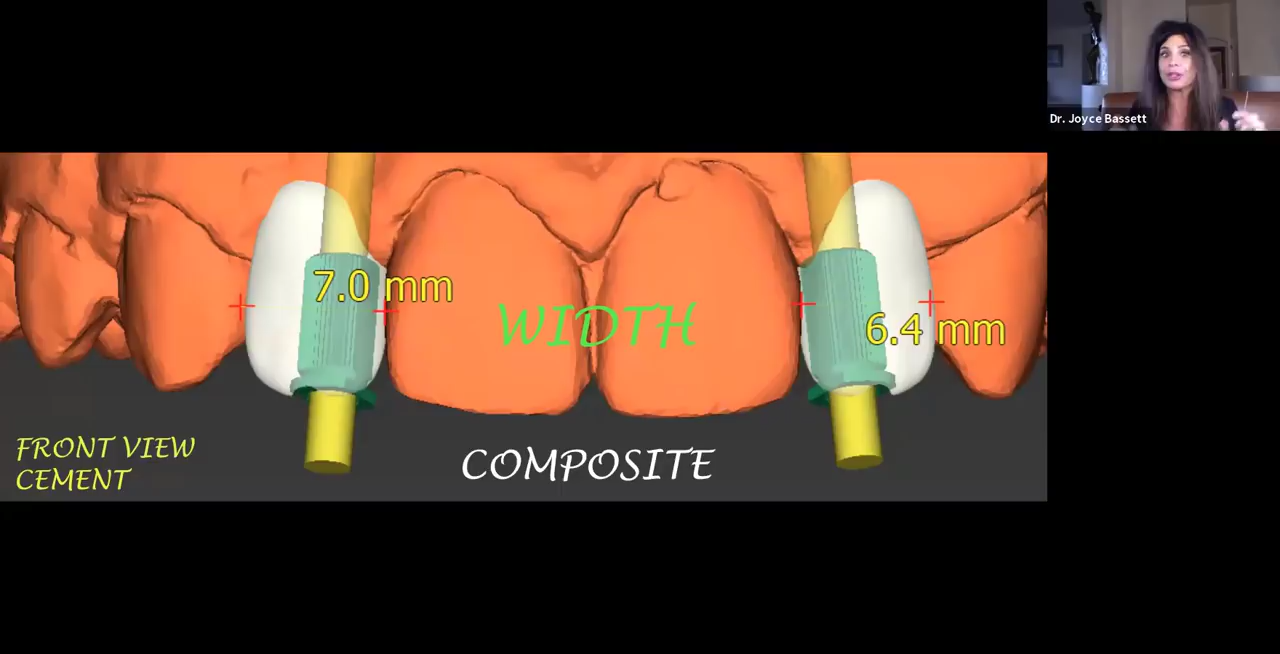 Dr. Joyce Bassett
7.0 mm
WIDTH
6.4 mm
FRONT VIEW
CEMENT
COMPOSITE